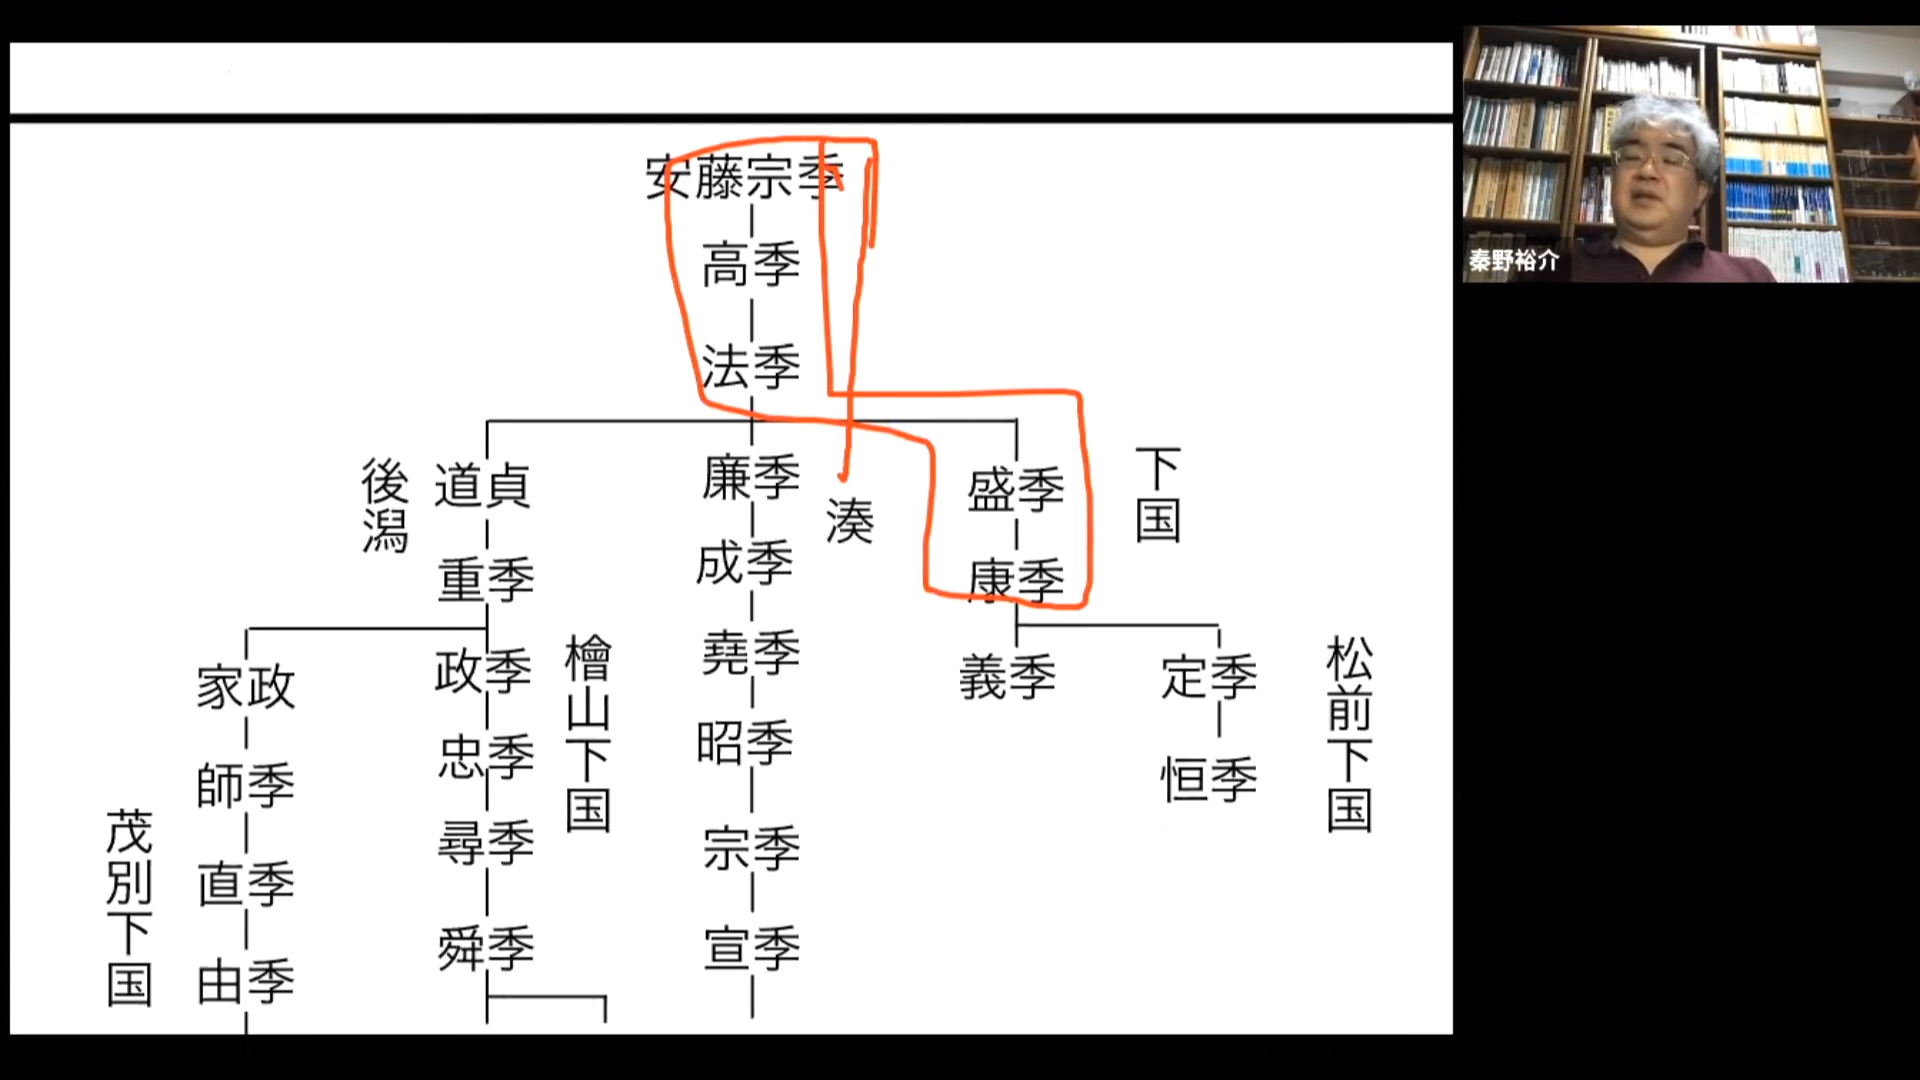 安藤宗季
高季
法季
後潟
道貞
廉季
湊
盛季
下国
重季
成季
康季
家政
政季
檜山下国
堯季
義季
定季
松前下国
師季
忠季
昭季
恒季
茂別下国
直季
尋季
宗季
由季
舜季
宣季
秦野裕介